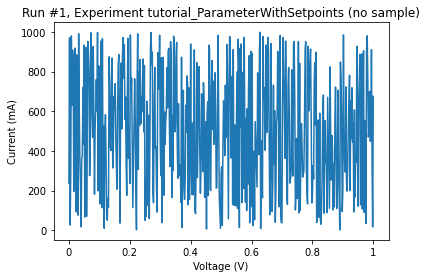 Run #1, Experiment tutorial_ParameterWithSetpoints (no sample)
1000
800
600
400
200
0
Current (mA)
0 0.2 0.4 0.6 0.8 1
Voltage (V)